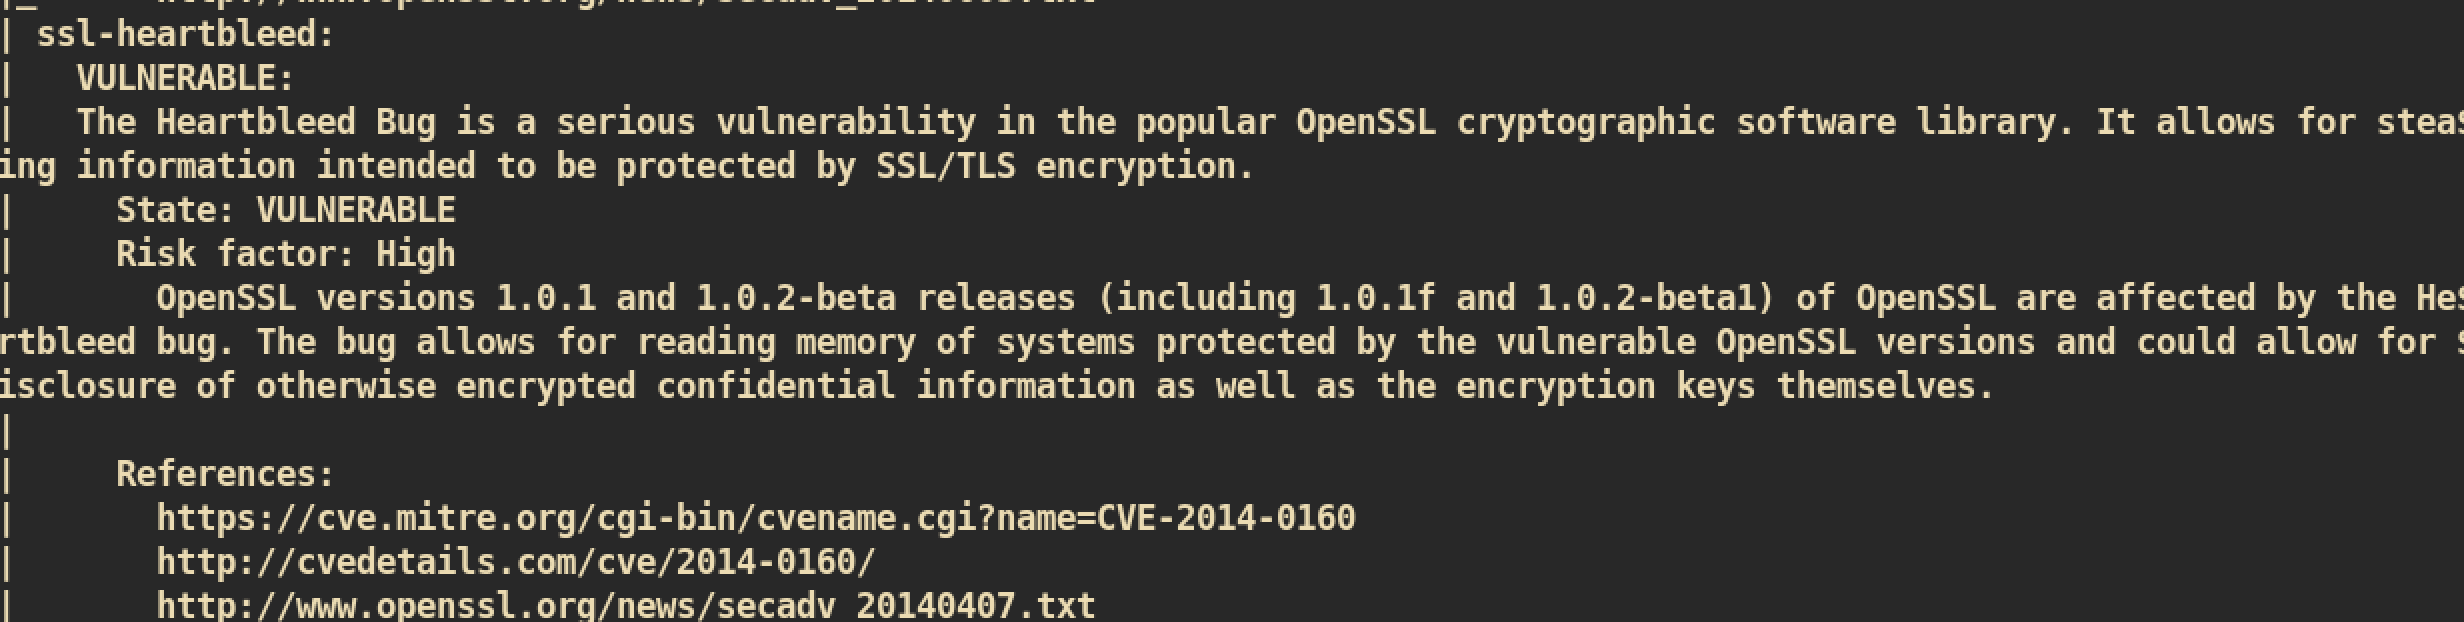 | ssl-heartbleed:
|   VULNERABLE:
|   The Heartbleed Bug is a serious vulnerability in the popular OpenSSL cryptographic software library. It allows for steaS
ing information intended to be protected by SSL/TLS encryption.
|     State: VULNERABLE
|     Risk factor: High
|       OpenSSL versions 1.0.1 and 1.0.2-beta releases (including 1.0.1f and 1.0.2-beta1) of OpenSSL are affected by the HeS
rtbleed bug. The bug allows for reading memory of systems protected by the vulnerable OpenSSL versions and could allow for S
isclosure of otherwise encrypted confidential information as well as the encryption keys themselves.
|
|     References:
|       https://cve.mitre.org/cgi-bin/cvename.cgi?name=CVE-2014-0160
|       http://cvedetails.com/cve/2014-0160/
|       http://www.openssl.org/news/secadv_20140407.txt